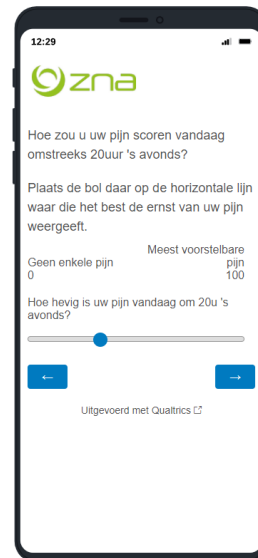 12:29
zna
Hoe zou u uw pijn scoren vandaag
omstreeks 20uur 's avonds?
Plaats de bol daar op de horizontale lijn
waar die het best de ernst van uw pijn
weergeeft.
Meest voorstelbare
Geen enkele pijn pijn
0 100
Hoe hevig is uw pijn vandaag om 20u 's
avonds?
← →
Uitgevoerd met Qualtrics